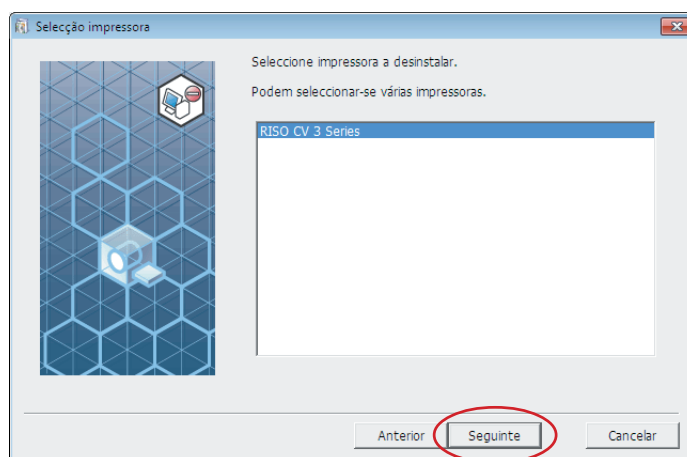 Selecção impressora
Seleccione impressora a desinstalar.
Podem seleccionar-se várias impressoras.
RISO CV 3 Series
Anterior
Seguinte
Cancelar